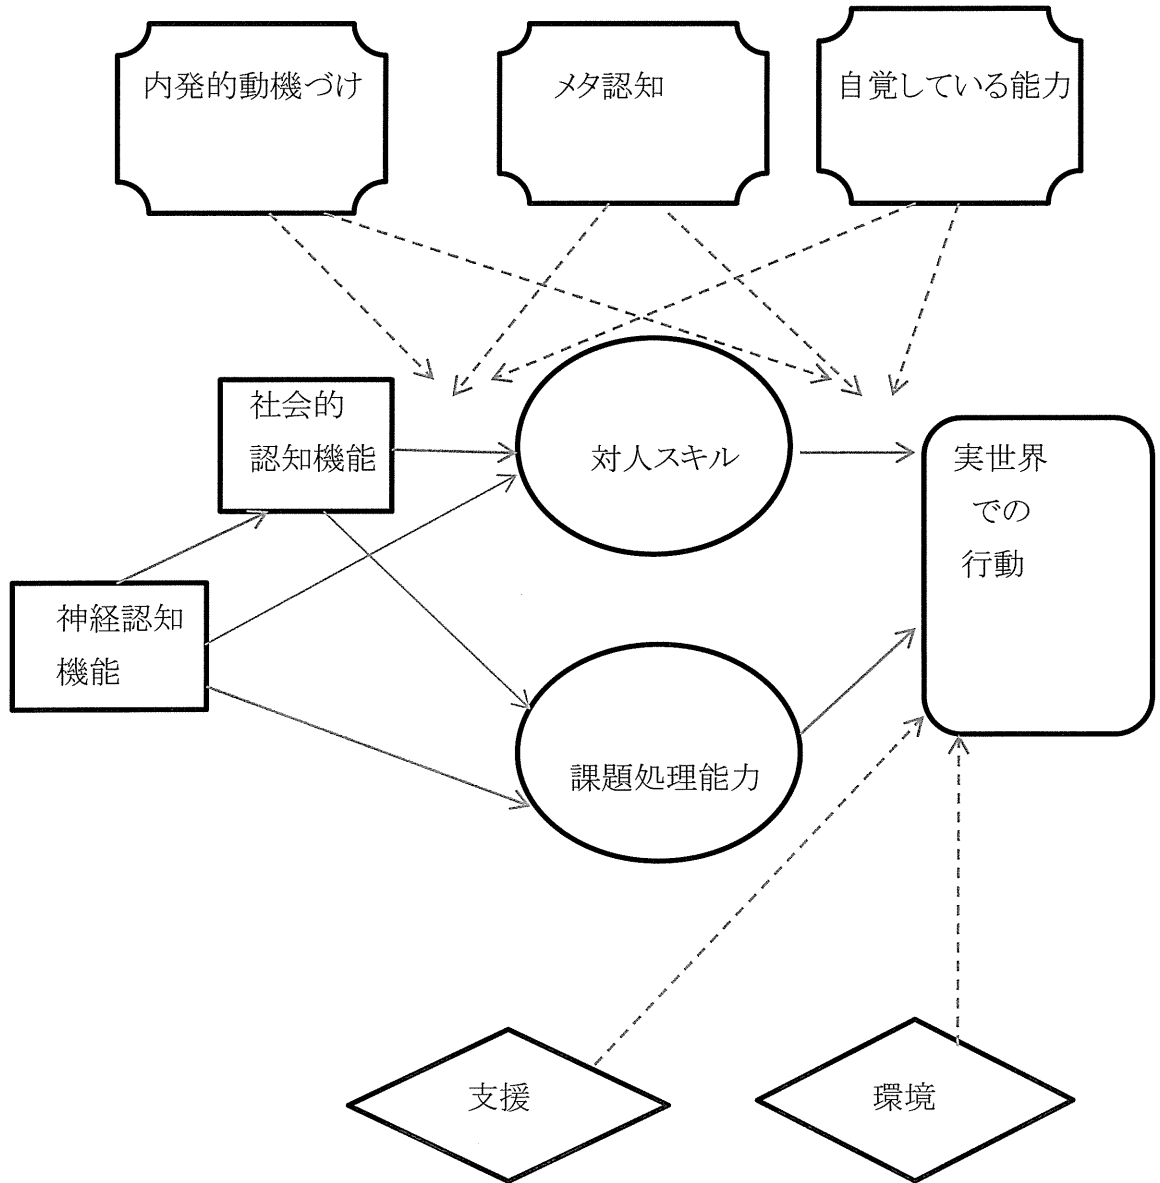 内発的動機づけ
メタ認知
自覚している能力
社会的
認知機能
対人スキル
実世界
での
行動
神経認知
機能
課題処理能力
支援
環境